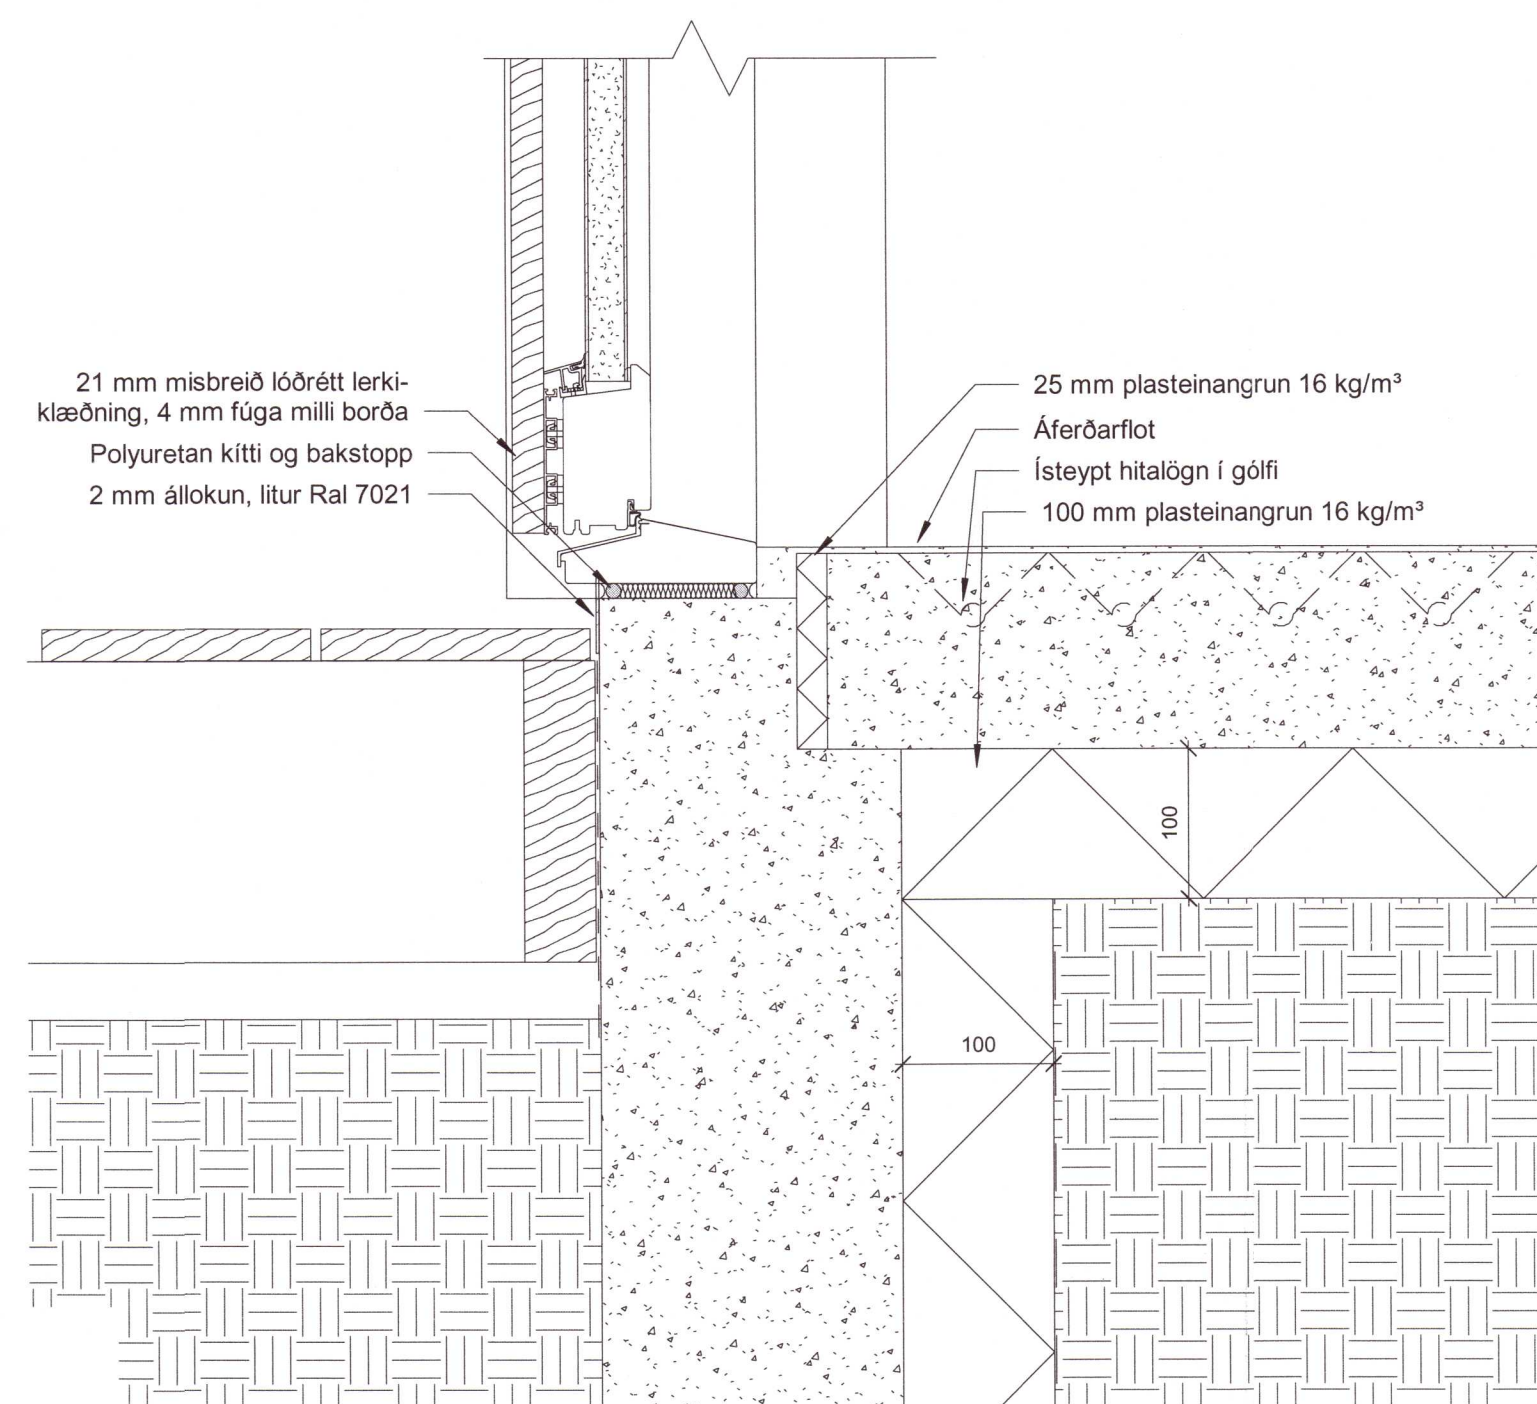 21 mm misbreið lóðrétt lerki-
klæðning, 4 mm fúga milli borða
Polyuretan kítti og bakstopp
2 mm állokun, litur Ral 7021
25 mm plasteinangrun 16 kg/m³
Áferðarflot
Ísteypt hitalögn í gólfi
100 mm plasteinangrun 16 kg/m³
100
100